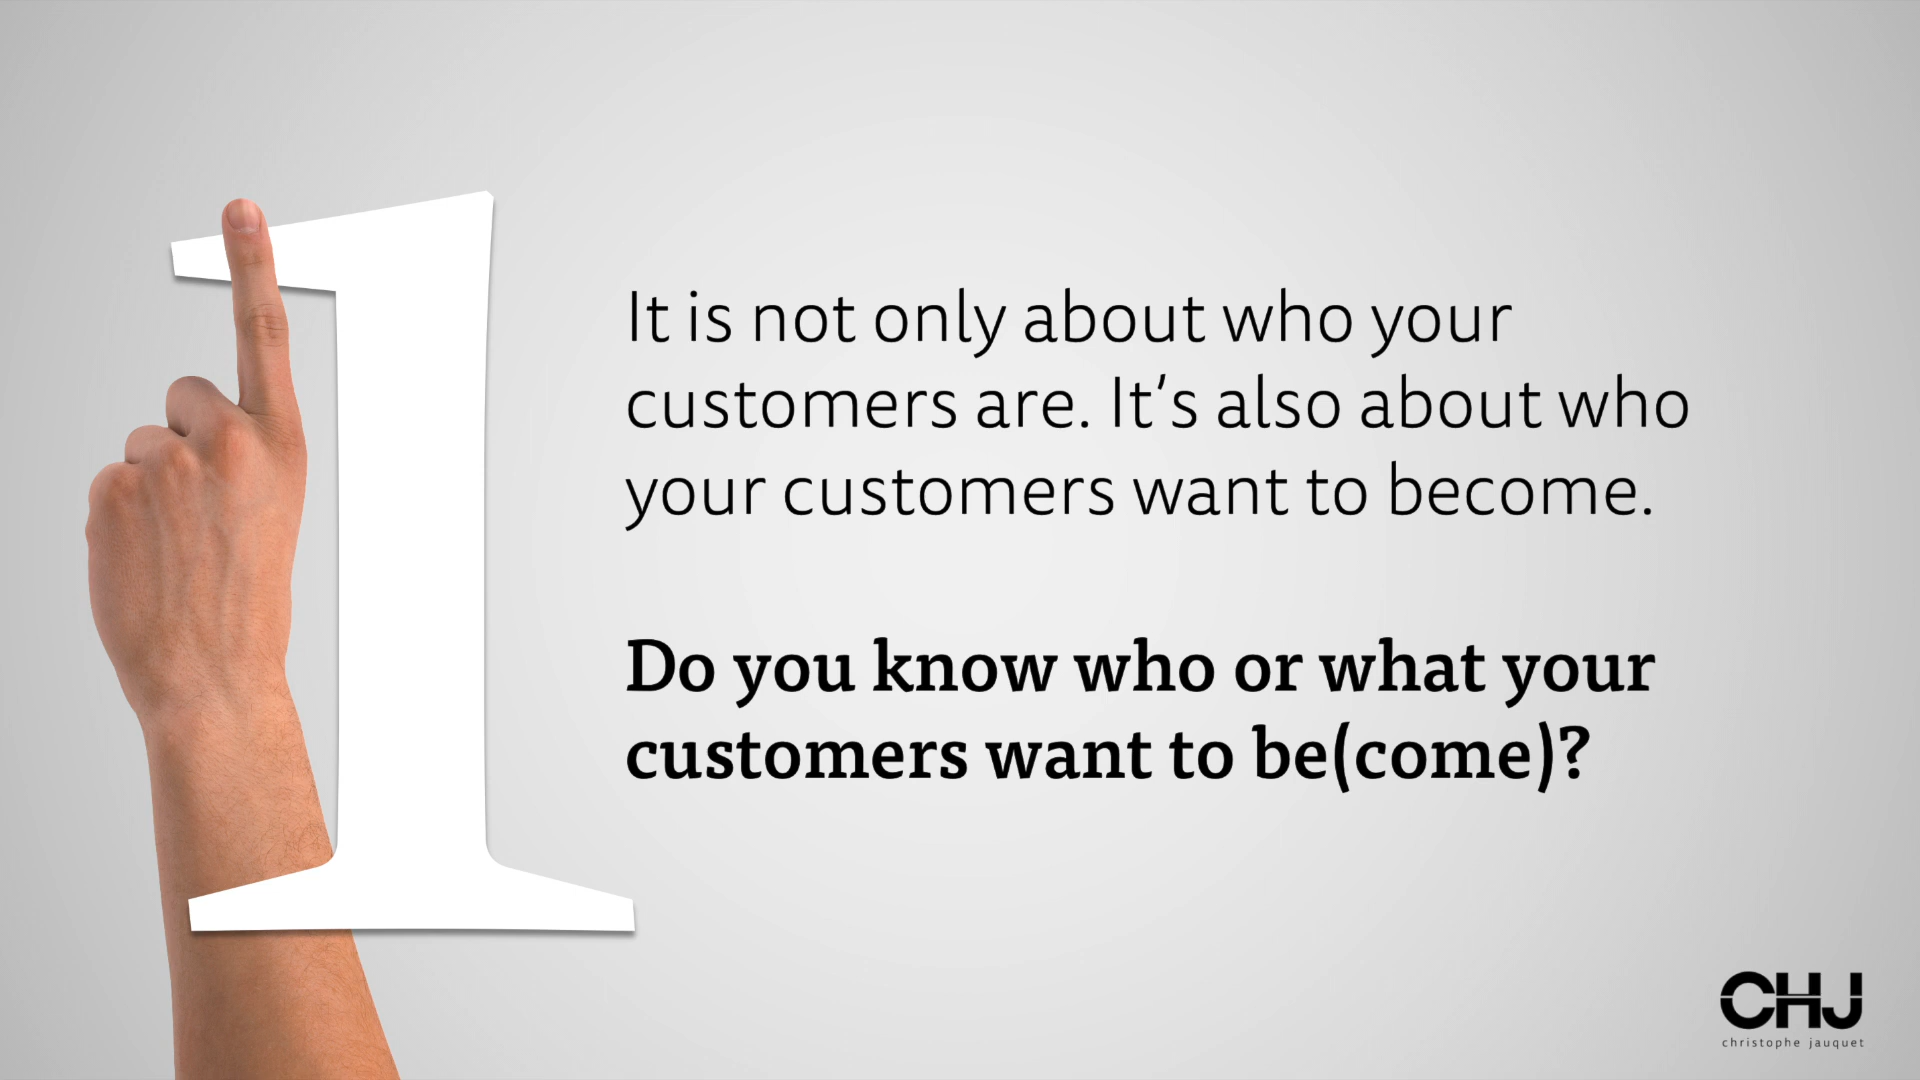 1
It is not only about who your
customers are. It’s also about who
your customers want to become.
Do you know who or what your
customers want to be(come)?
CHJ
christophe jauquet